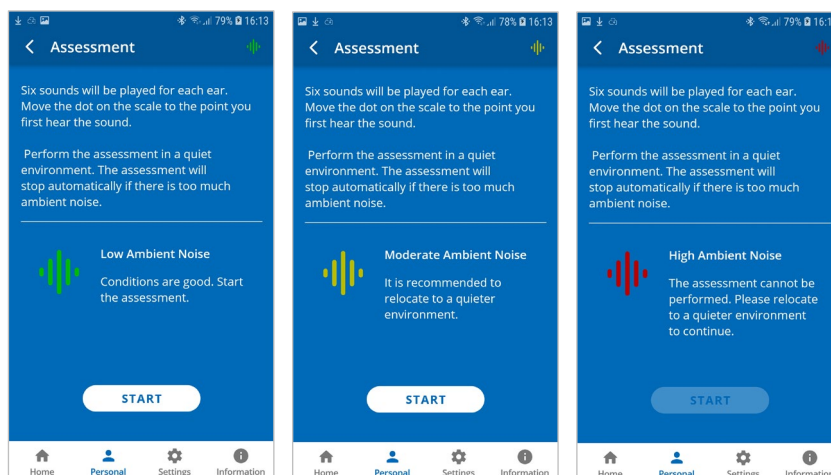 79% 16:13
Assessment
Six sounds will be played for each ear.
Move the dot on the scale to the point you
first hear the sound.
Perform the assessment in a quiet
environment. The assessment will
stop automatically if there is too much
ambient noise.
Low Ambient Noise
Conditions are good. Start
the assessment.
START
Home Personal Settings Information
78% 16:13
Assessment
Six sounds will be played for each ear.
Move the dot on the scale to the point you
first hear the sound.
Perform the assessment in a quiet
environment. The assessment will
stop automatically if there is too much
ambient noise.
Moderate Ambient Noise
It is recommended to
relocate to a quieter
environment.
START
Home Personal Settings Information
79% 16:1
Assessment
Six sounds will be played for each ear.
Move the dot on the scale to the point you
first hear the sound.
Perform the assessment in a quiet
environment. The assessment will
stop automatically if there is too much
ambient noise.
High Ambient Noise
The assessment cannot be
performed. Please relocate
to a quieter environment
to continue.
START
Home Personal Settings Information